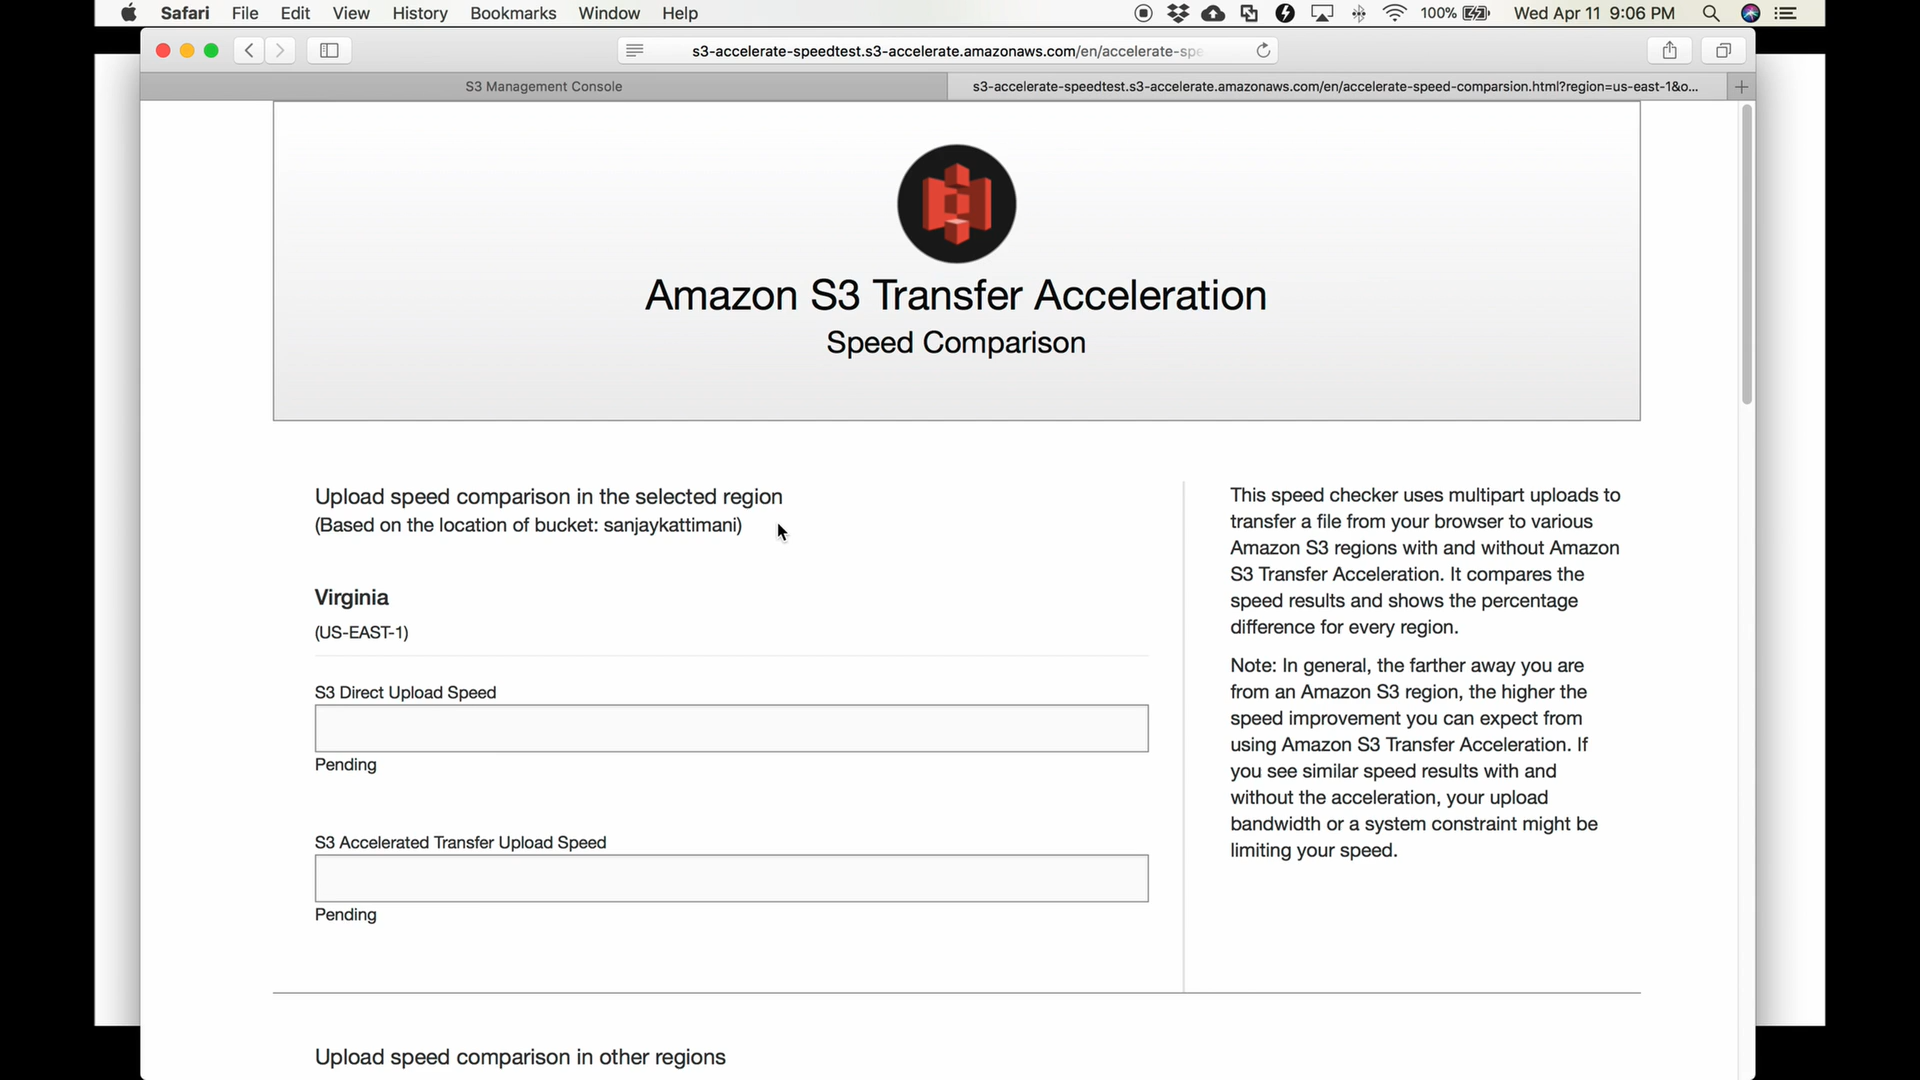 Safari File Edit View History Bookmarks Window Help 100% Wed Apr 11 9:06 PM
s3-accelerate-speedtest.s3-accelerate.amazonaws.com/en/accelerate-spe
S3 Management Console
s3-accelerate-speedtest.s3-accelerate.amazonaws.com/en/accelerate-speed-comparsion.html?region=us-east-1&o...
Amazon S3 Transfer Acceleration
Speed Comparison
Upload speed comparison in the selected region
(Based on the location of bucket: sanjaykattimani)
Virginia
(US-EAST-1)
S3 Direct Upload Speed
Pending
S3 Accelerated Transfer Upload Speed
Pending
This speed checker uses multipart uploads to
transfer a file from your browser to various
Amazon S3 regions with and without Amazon
S3 Transfer Acceleration. It compares the
speed results and shows the percentage
difference for every region.
Note: In general, the farther away you are
from an Amazon S3 region, the higher the
speed improvement you can expect from
using Amazon S3 Transfer Acceleration. If
you see similar speed results with and
without the acceleration, your upload
bandwidth or a system constraint might be
limiting your speed.
Upload speed comparison in other regions